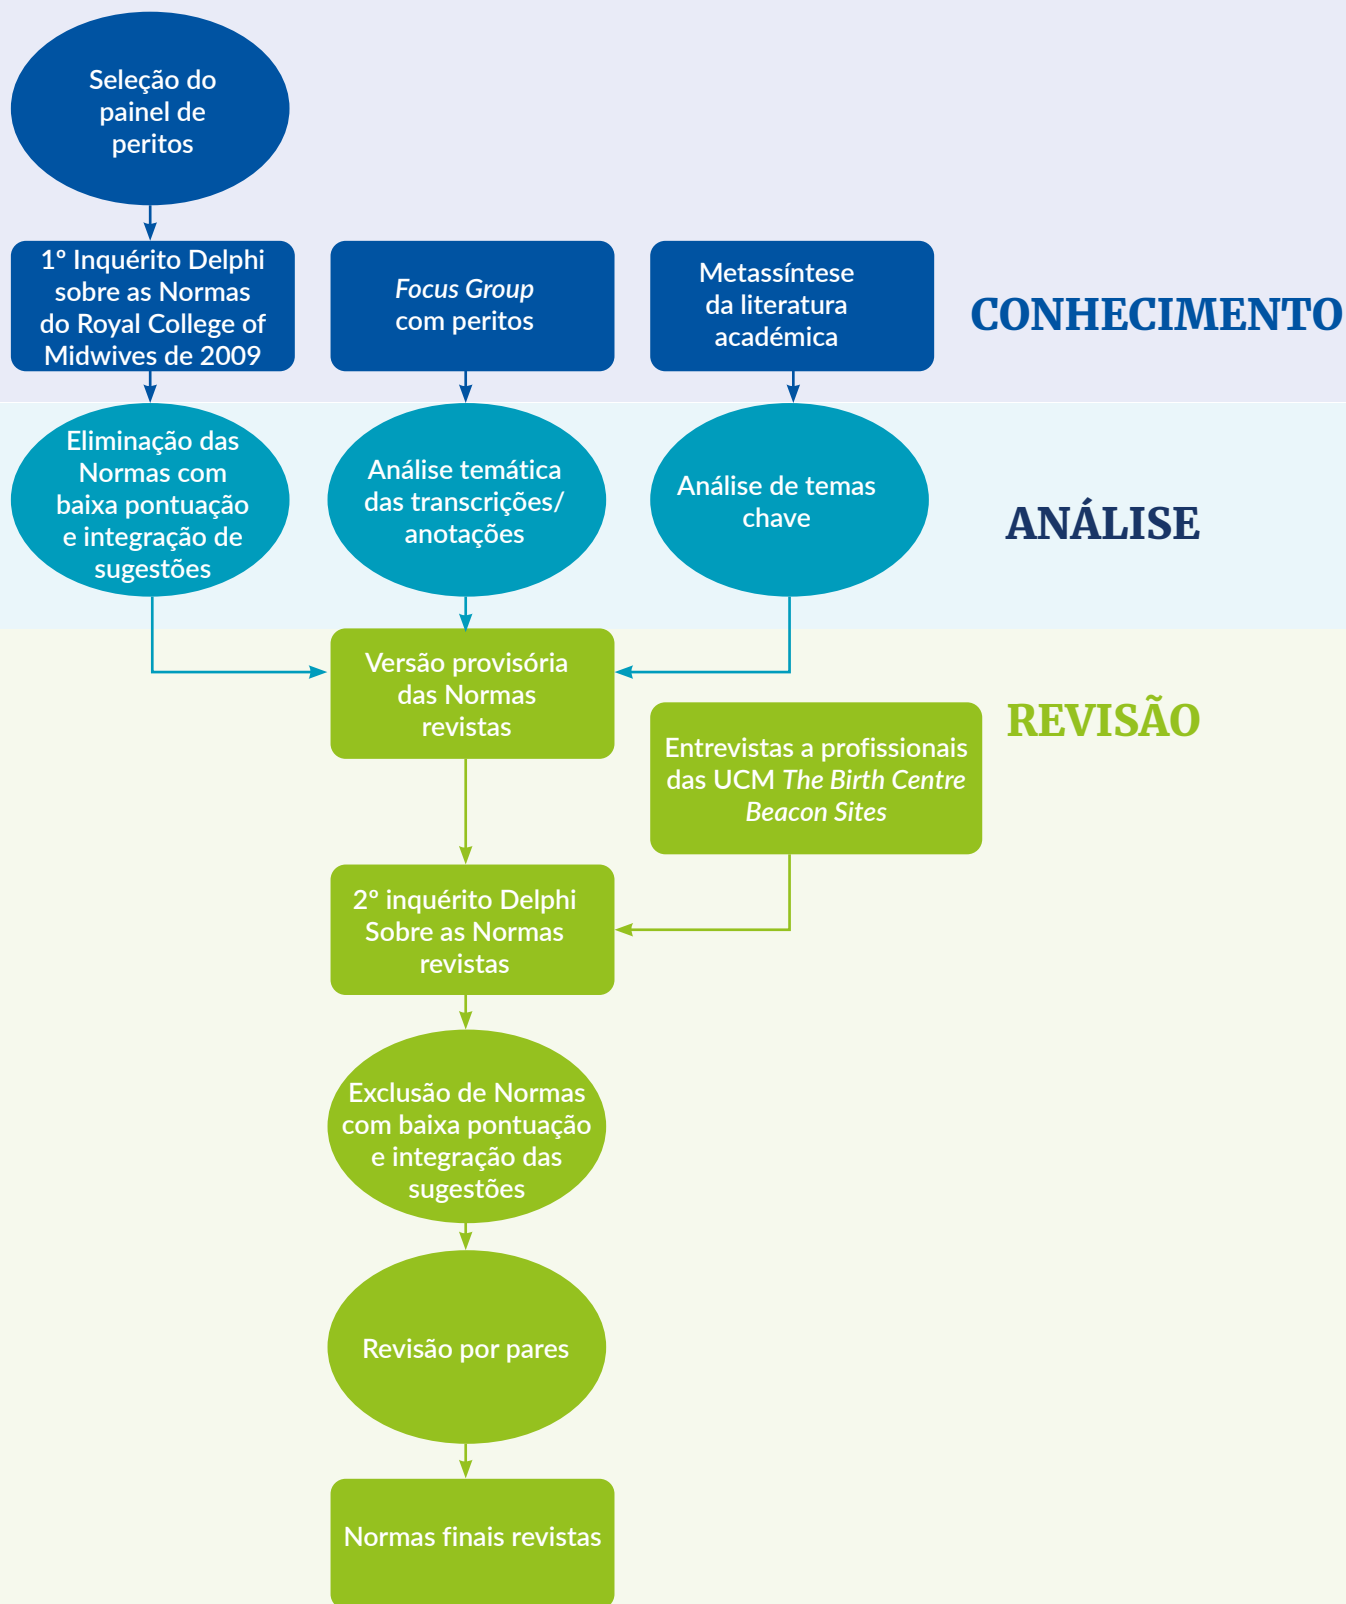 Seleção do
painel de
peritos
1º Inquérito Delphi
sobre as Normas
do Royal College of
Midwives de 2009
Focus Group
com peritos
Metassíntese
da literatura
académica
CONHECIMENTO
Eliminação das
Normas com
baixa pontuação
e integração de
sugestões
Análise temática
das transcrições/
anotações
Análise de temas
chave
ANÁLISE
Versão provisória
das Normas
revistas
Entrevistas a profissionais
das UCM The Birth Centre
Beacon Sites
REVISÃO
2º inquérito Delphi
Sobre as Normas
revistas
Exclusão de Normas
com baixa pontuação
e integração das
sugestões
Revisão por pares
Normas finais revistas